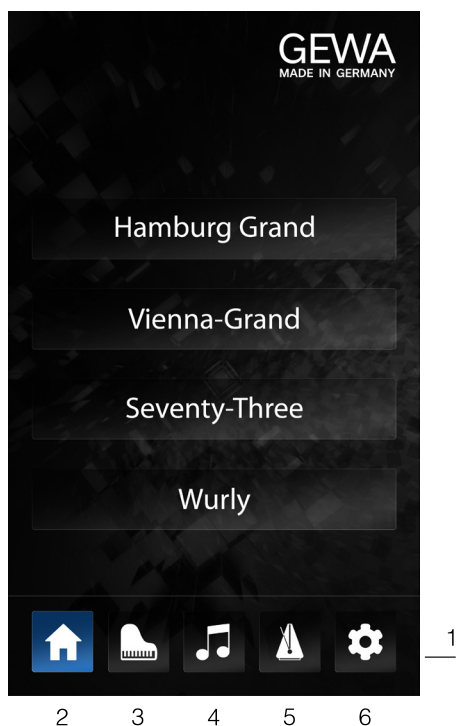 GEWA
MADE IN GERMANY
Hamburg Grand
Vienna-Grand
Seventy-Three
Wurly
1
2 3 4 5 6